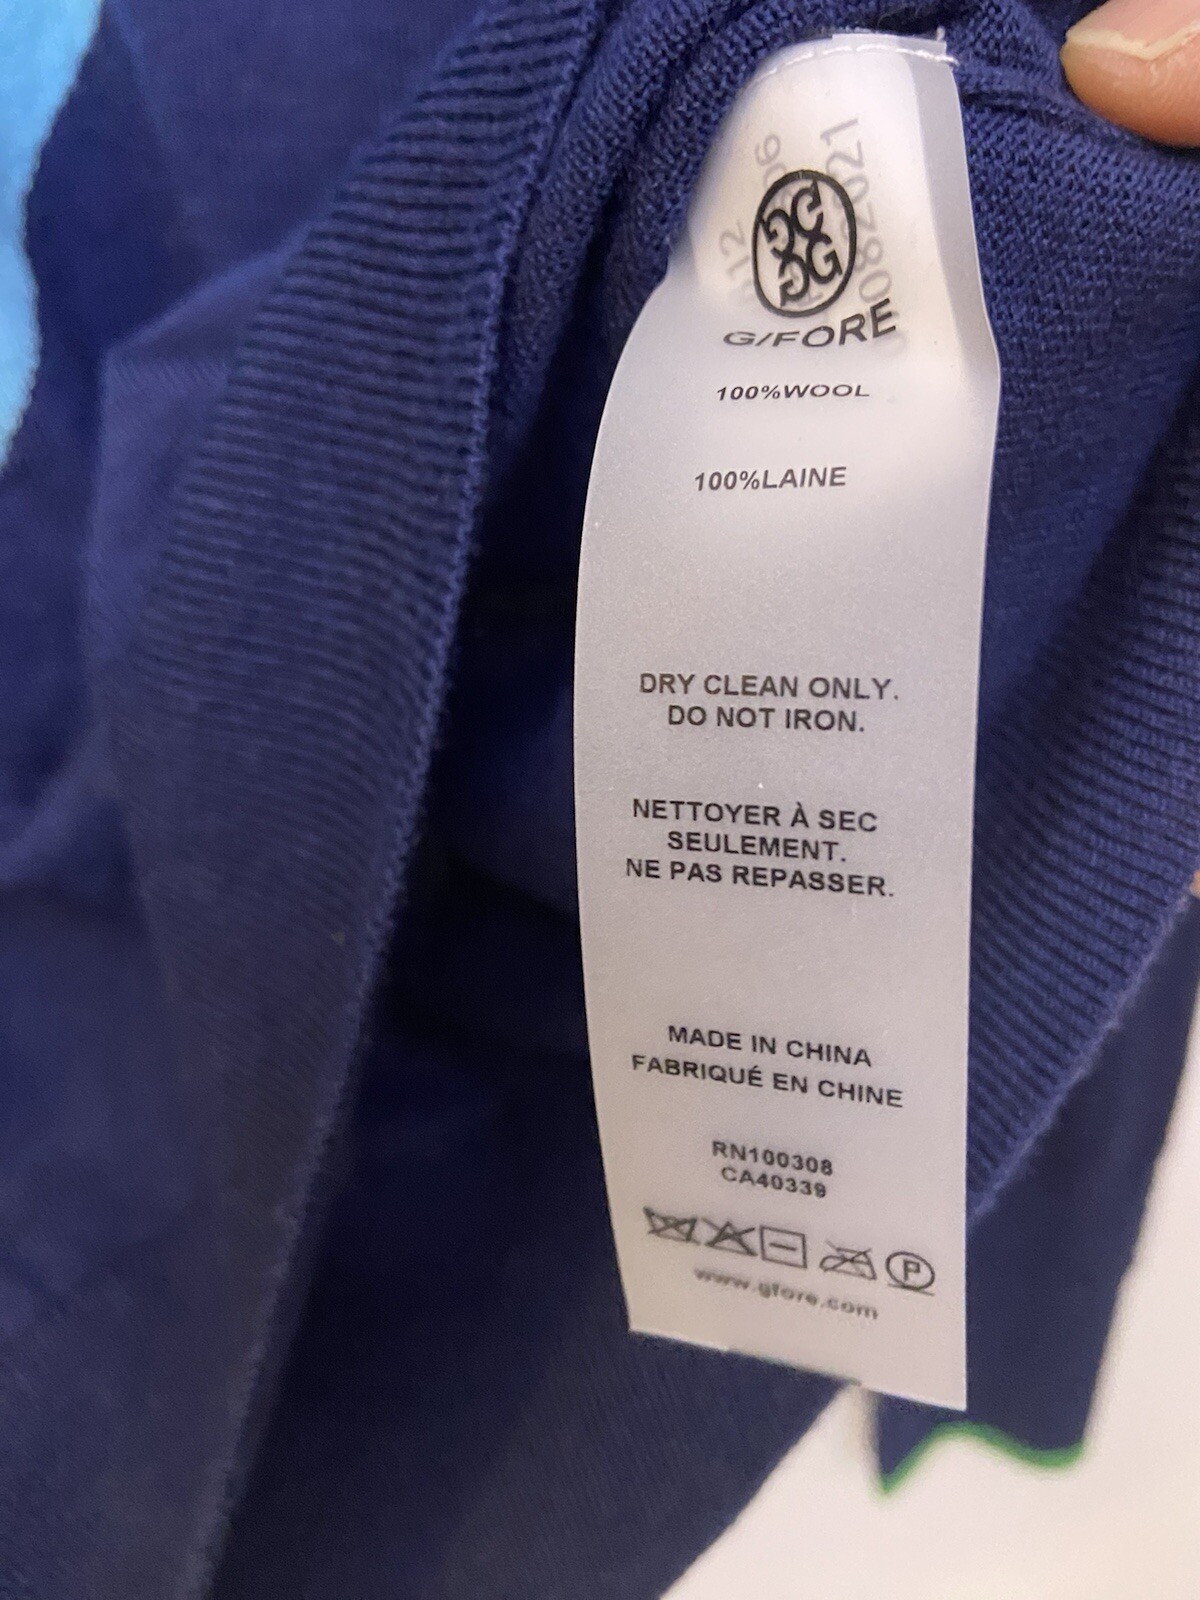 G/FORE
100%WOOL
100%LAINE
DRY CLEAN ONLY.
DO NOT IRON.
NETTOYER À SEC
SEULEMENT.
NE PAS REPASSER.
MADE IN CHINA
FABRIQUÉ EN CHINE
RN100308
CA40339
P
www.gfore.com